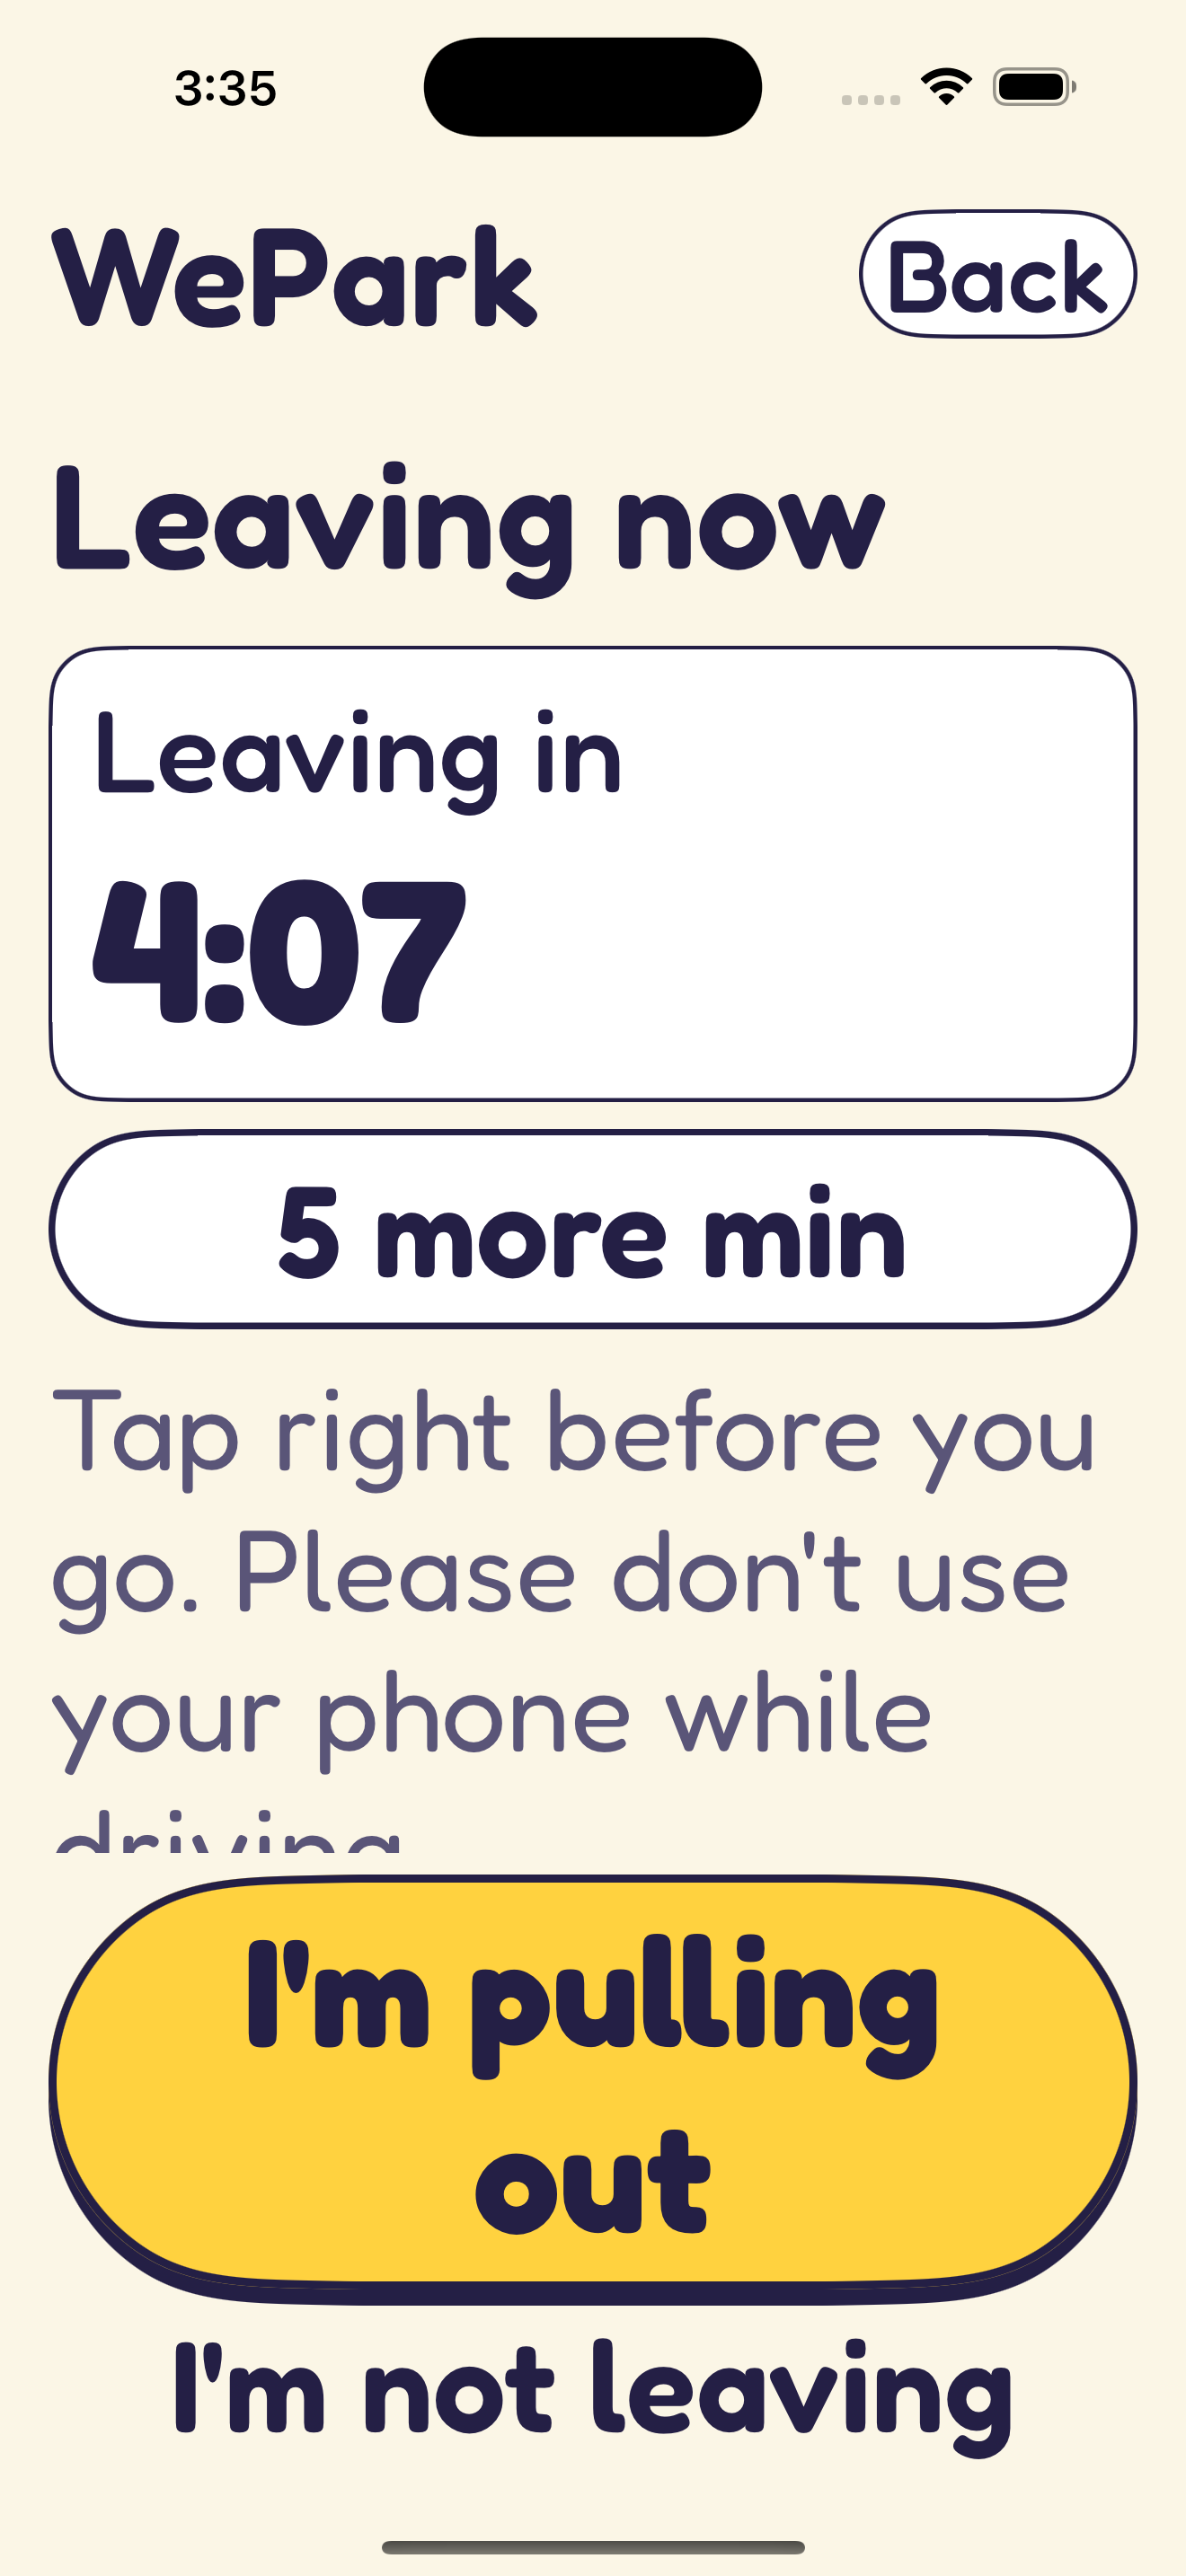 3:35
WePark
Back
Leaving now
Leaving in
4:07
5 more min
Tap right before you
go. Please don't use
your phone while
driving
I'm pulling
out
I'm not leaving